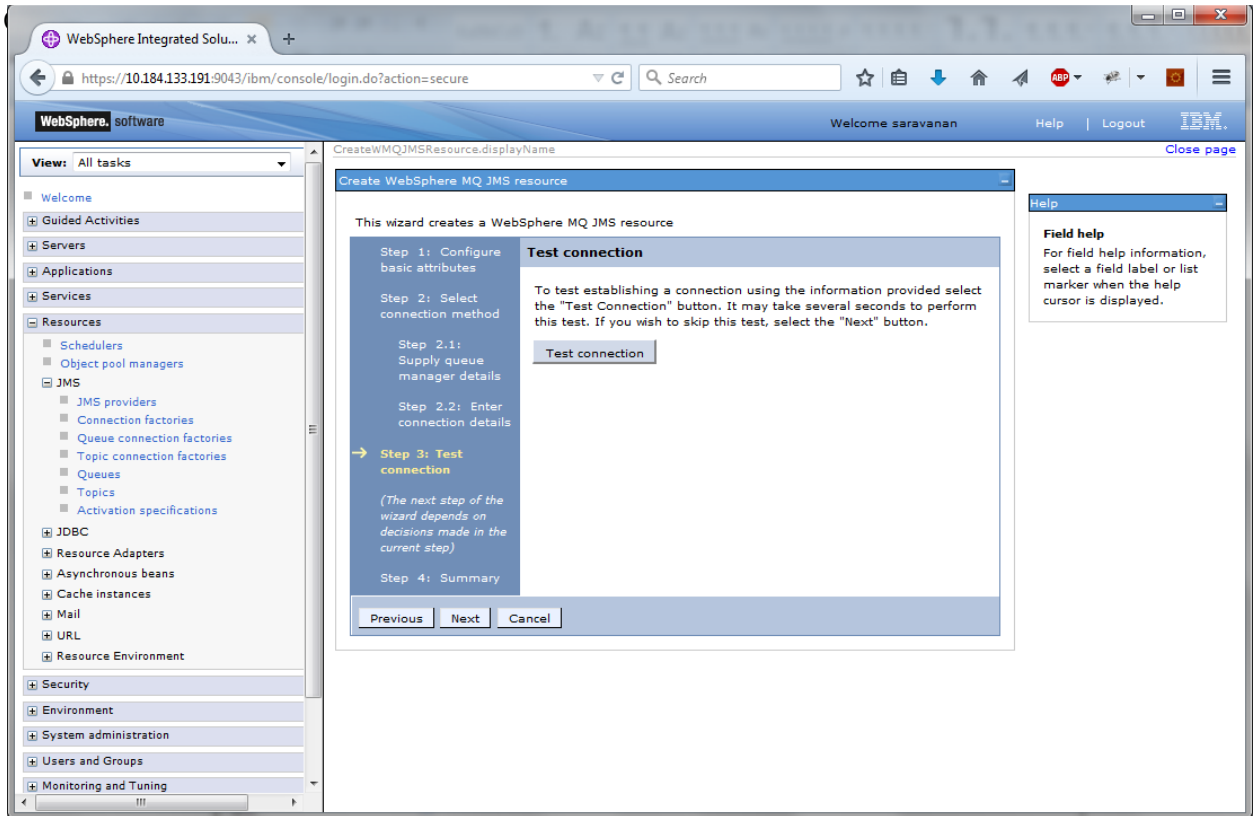 WebSphere Integrated Solu... × +
https://10.184.133.191:9043/ibm/console/login.do?action=secure
Search
ABP
WebSphere. software
Welcome saravanan
Help | Logout
IBM.
View: All tasks
Welcome
Guided Activities
Servers
Applications
Services
Resources
Schedulers
Object pool managers
JMS
JMS providers
Connection factories
Queue connection factories
Topic connection factories
Queues
Topics
Activation specifications
JDBC
Resource Adapters
Asynchronous beans
Cache instances
Mail
URL
Resource Environment
Security
Environment
System administration
Users and Groups
Monitoring and Tuning
CreateWMQJMSResource.displayName
Close page
Create WebSphere MQ JMS resource
This wizard creates a WebSphere MQ JMS resource
Step 1: Configure
basic attributes
Step 2: Select
connection method
Step 2.1:
Supply queue
manager details
Step 2.2: Enter
connection details
Step 3: Test
connection
(The next step of the
wizard depends on
decisions made in the
current step)
Step 4: Summary
Test connection
To test establishing a connection using the information provided select
the "Test Connection" button. It may take several seconds to perform
this test. If you wish to skip this test, select the "Next" button.
Test connection
Previous Next Cancel
Help
Field help
For field help information,
select a field label or list
marker when the help
cursor is displayed.